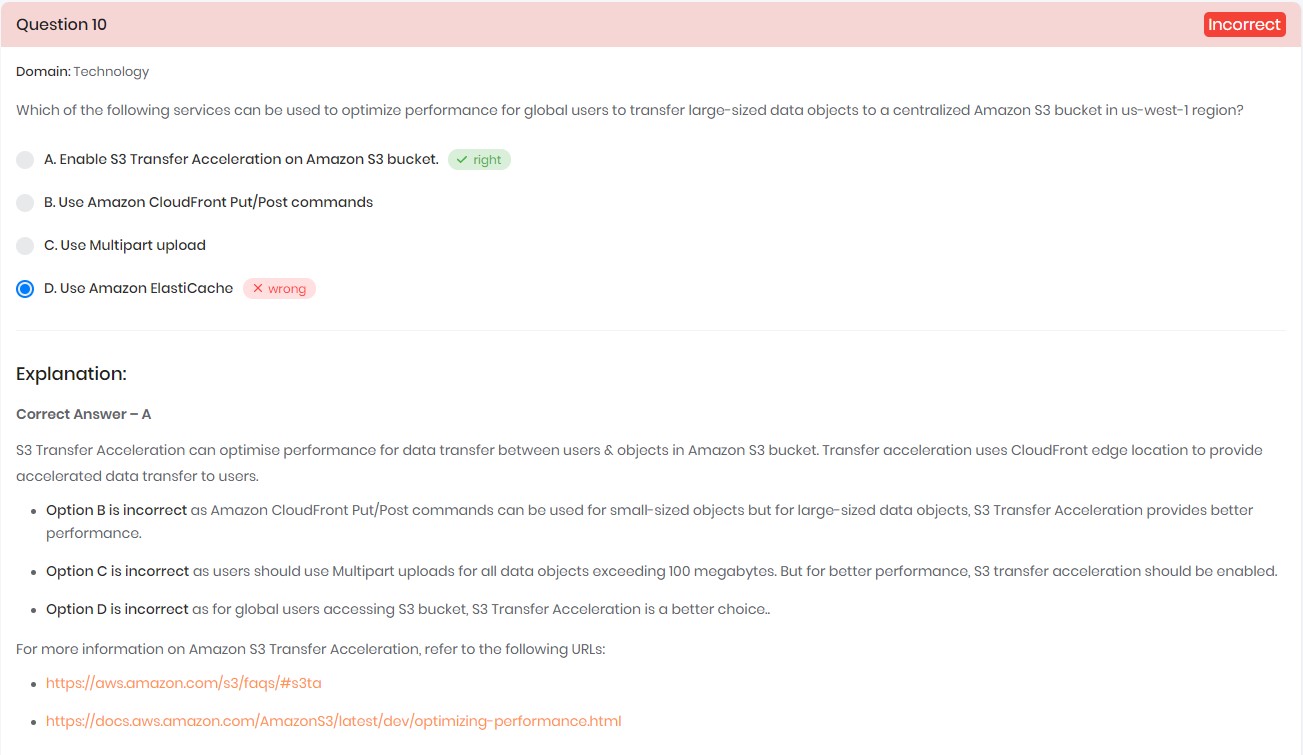 Question 10
Incorrect
Domain: Technology
Which of the following services can be used to optimize performance for global users to transfer large-sized data objects to a centralized Amazon S3 bucket in us-west-1 region?
A. Enable S3 Transfer Acceleration on Amazon S3 bucket. ✓ right
B. Use Amazon CloudFront Put/Post commands
C. Use Multipart upload
D. Use Amazon ElastiCache ✕ wrong
Explanation:
Correct Answer – A
S3 Transfer Acceleration can optimise performance for data transfer between users & objects in Amazon S3 bucket. Transfer acceleration uses CloudFront edge location to provide
accelerated data transfer to users.
• Option B is incorrect as Amazon CloudFront Put/Post commands can be used for small-sized objects but for large-sized data objects, S3 Transfer Acceleration provides better
performance.
• Option C is incorrect as users should use Multipart uploads for all data objects exceeding 100 megabytes. But for better performance, S3 transfer acceleration should be enabled.
• Option D is incorrect as for global users accessing S3 bucket, S3 Transfer Acceleration is a better choice..
For more information on Amazon S3 Transfer Acceleration, refer to the following URLs:
• https://aws.amazon.com/s3/faqs/#s3ta
• https://docs.aws.amazon.com/AmazonS3/latest/dev/optimizing-performance.html